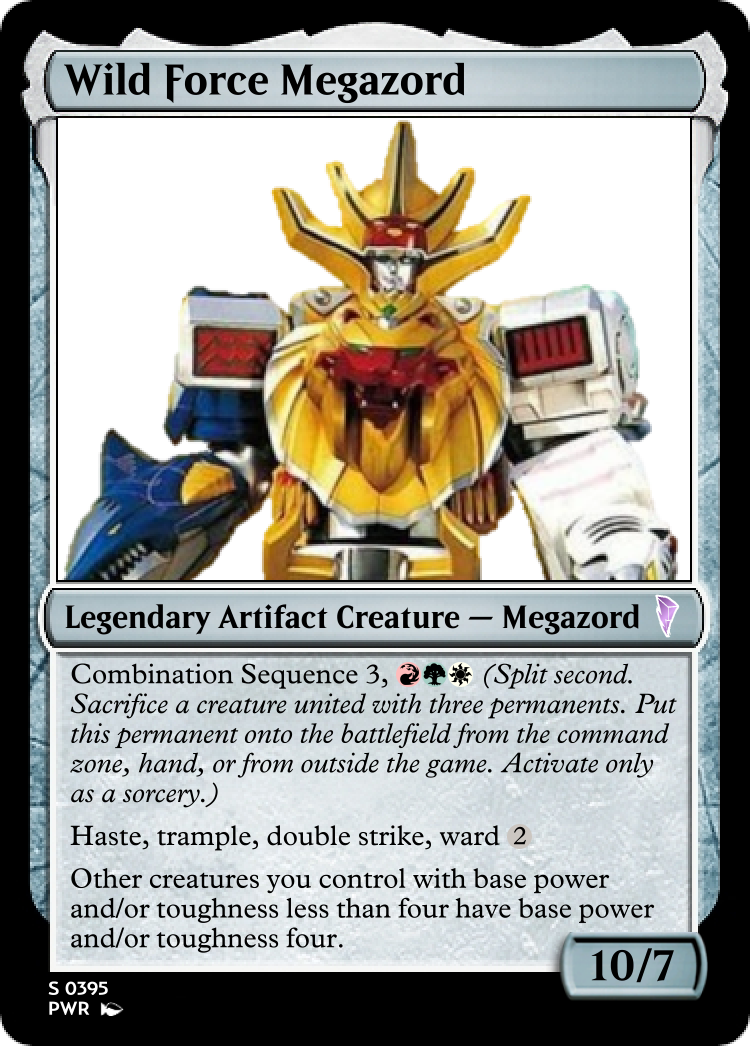 Wild Force Megazord
Legendary Artifact Creature — Megazord
Combination Sequence 3, (Split second.
Sacrifice a creature united with three permanents. Put
this permanent onto the battlefield from the command
zone, hand, or from outside the game. Activate only
as a sorcery.)
Haste, trample, double strike, ward 2
Other creatures you control with base power
and/or toughness less than four have base power
and/or toughness four.
10/7
S 0395
PWR